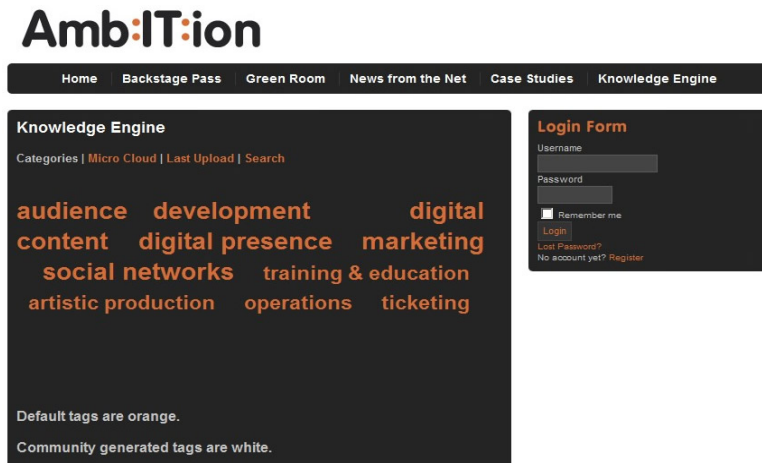 Amb:IT:ion
Home Backstage Pass Green Room News from the Net Case Studies Knowledge Engine
Knowledge Engine
Categories | Micro Cloud | Last Upload | Search
audience development digital
content digital presence marketing
social networks training & education
artistic production operations ticketing
Default tags are orange.
Community generated tags are white.
Login Form
Username
Password
Remember me
Login
Lost Password?
No account yet? Register